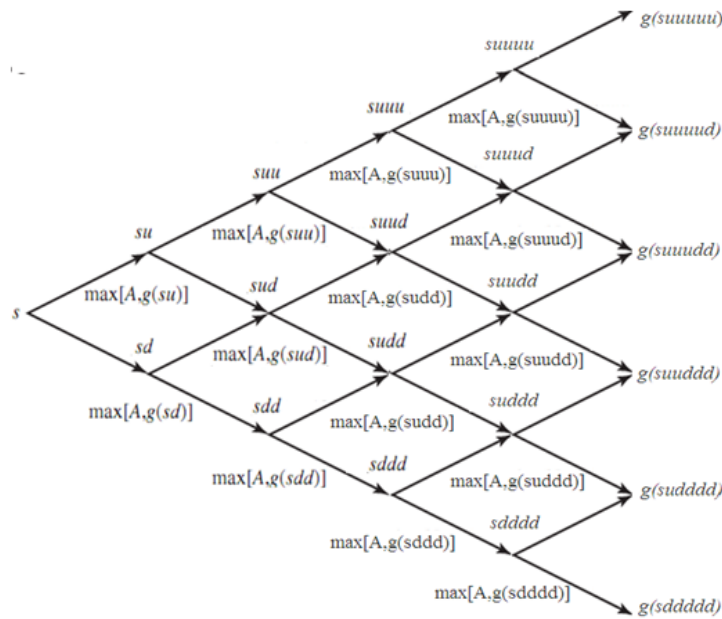 g(suuuuu)
suuuu
suuu
max[A,g(suuuu)]
g(suuuud)
suu
max[A,g(suuu)]
suuud
su
max[A,g(suu)]
suud
max[A,g(suuud)]
g(suuudd)
s
max[A,g(su)]
sud
max[A,g(sudd)]
suudd
sd
max[A,g(sud)]
sudd
max[A,g(suudd)]
g(suuddd)
max[A,g(sd)]
sdd
max[A,g(sudd)]
suddd
max[A,g(sdd)]
sddd
max[A,g(suddd)]
g(sudddd)
max[A,g(sddd)]
sdddd
max[A,g(sdddd)]
g(sddddd)